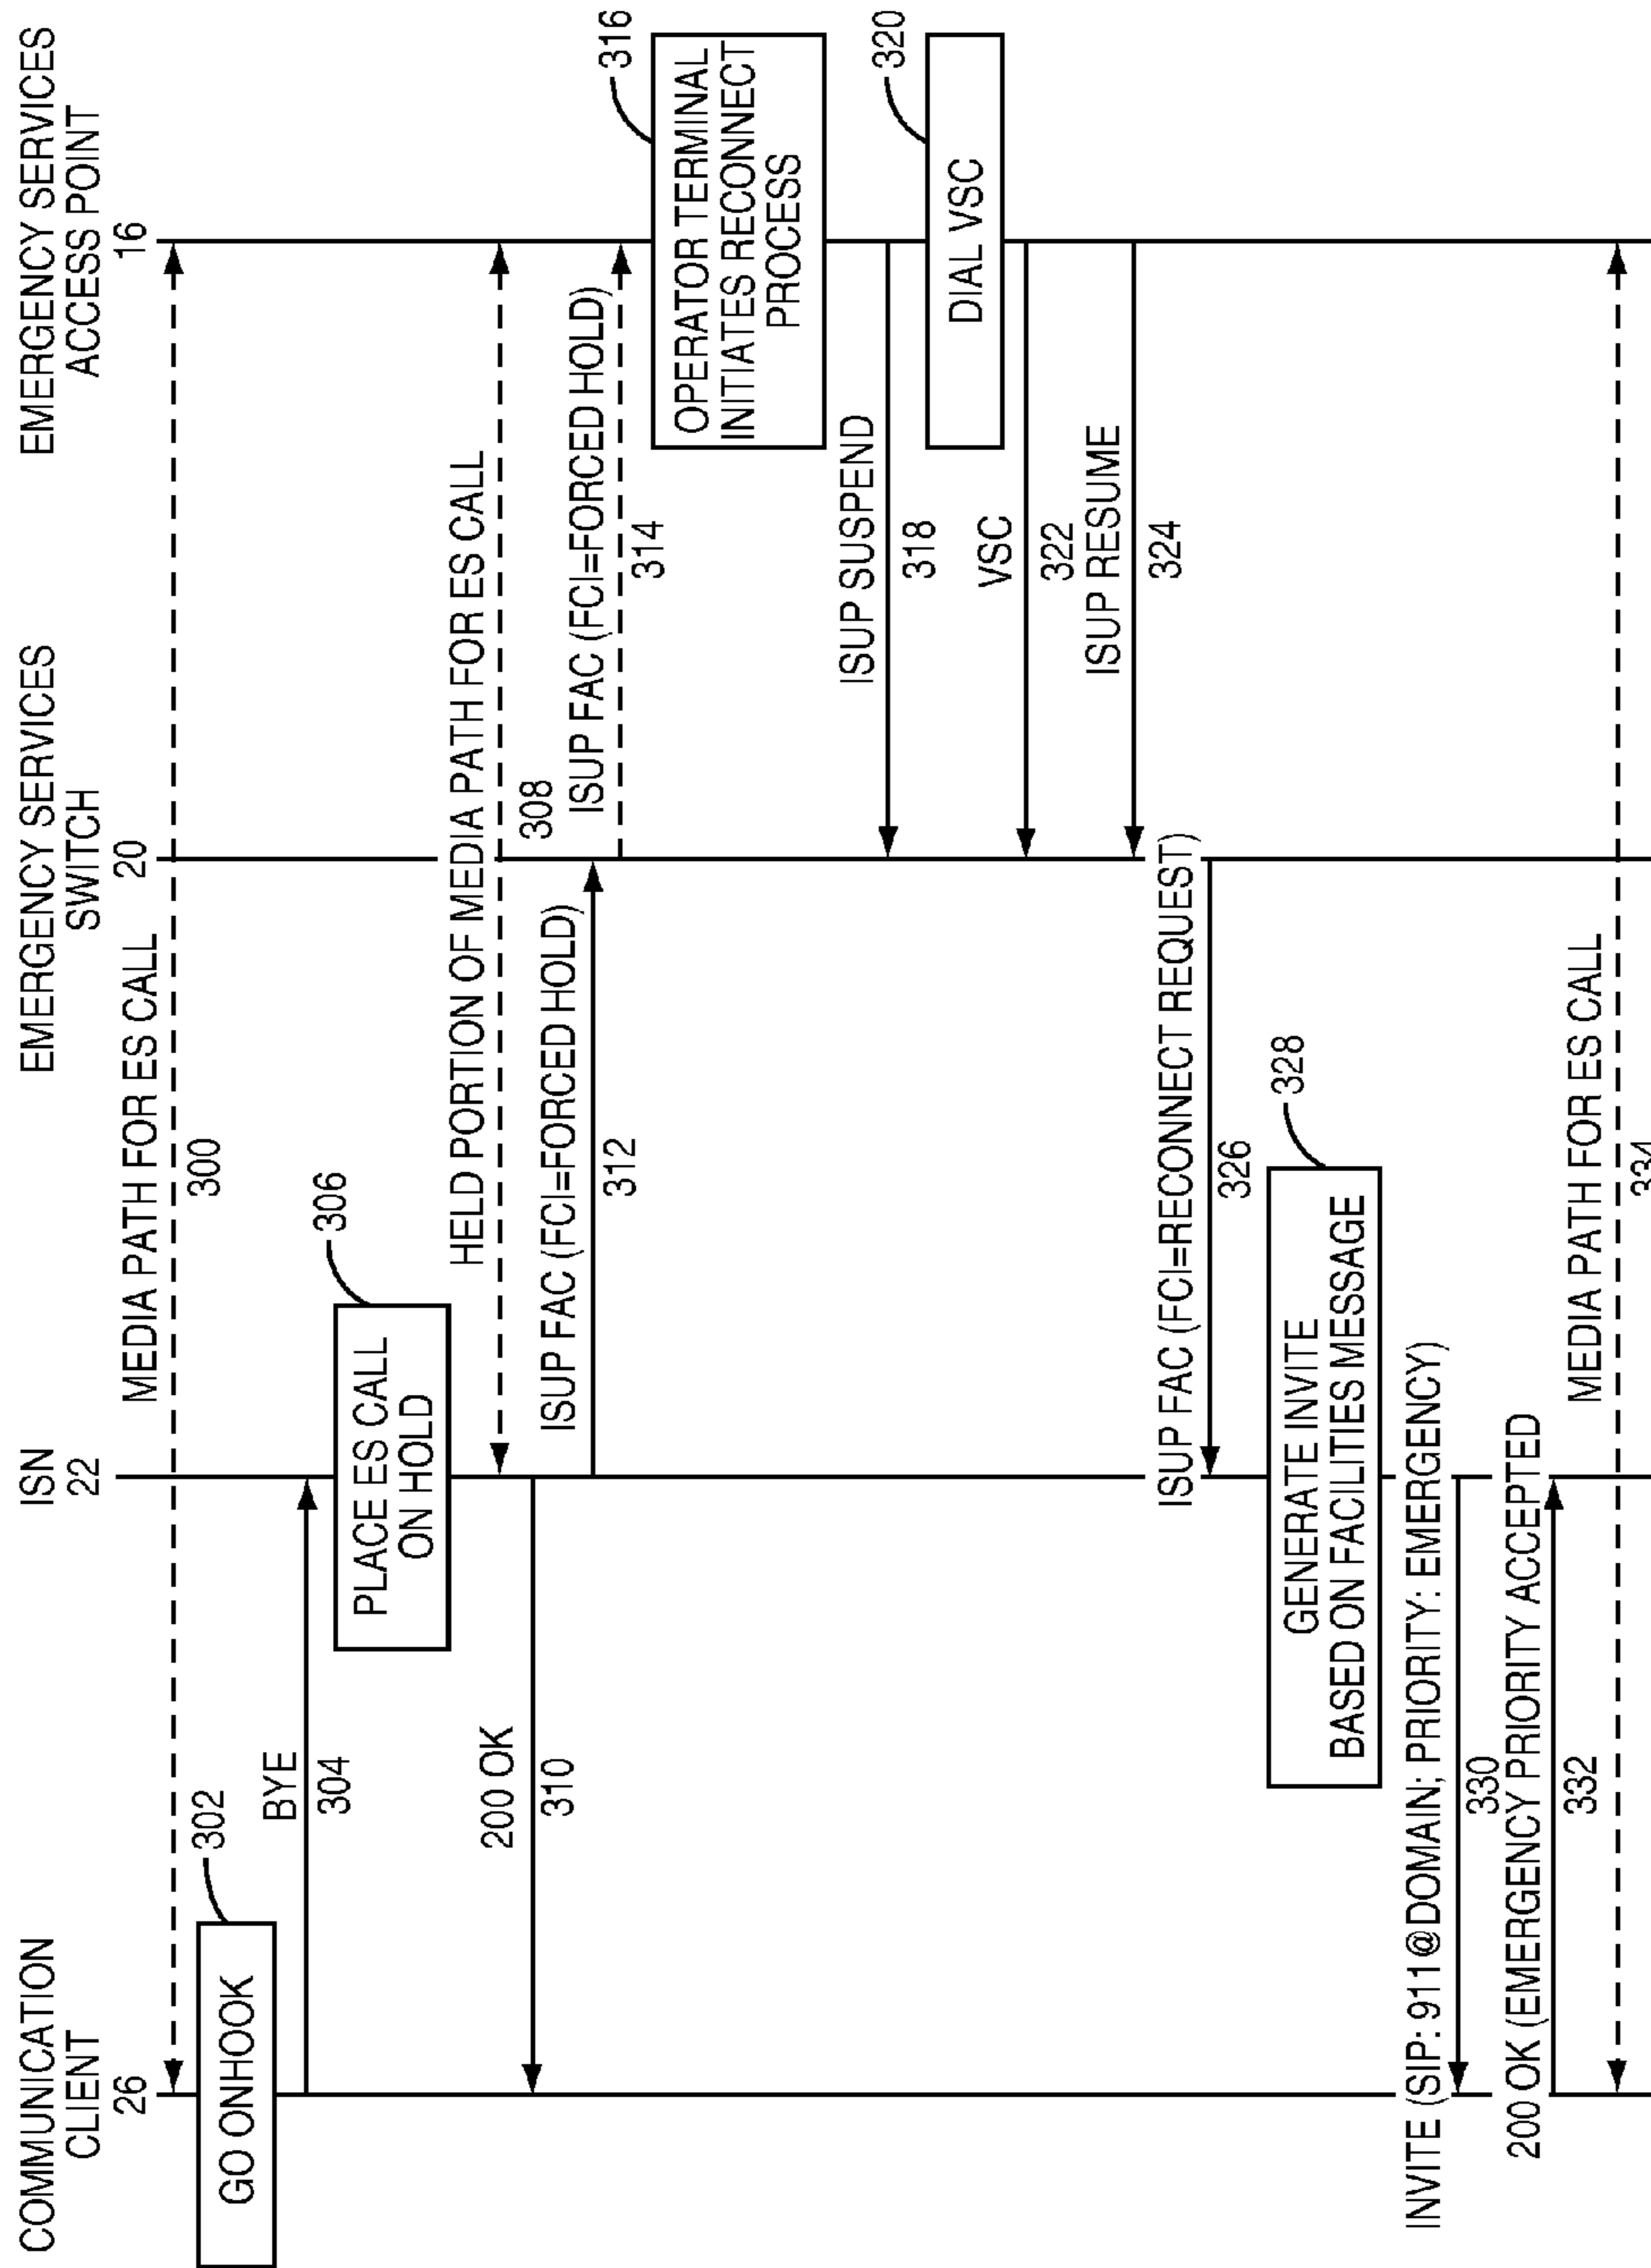 COMMUNICATION
CLIENT
26
ISN
22
EMERGENCY SERVICES
SWITCH
20
EMERGENCY SERVICES
ACCESS POINT
16
MEDIA PATH FOR ES CALL
300
GO ONHOOK
302
BYE
304
PLACE ES CALL
ON HOLD
306
HELD PORTION OF MEDIA PATH FOR ES CALL
308
200 OK
310
ISUP FAC (FCI=FORCED HOLD)
312
ISUP FAC (FCI=FORCED HOLD)
314
OPERATOR TERMINAL
INITIATES RECONNECT
PROCESS
316
ISUP SUSPEND
318
DIAL VSC
320
VSC
322
ISUP RESUME
324
ISUP FAC (FCI=RECONNECT REQUEST)
326
GENERATE INVITE
BASED ON FACILITIES MESSAGE
328
INVITE (SIP: 911@DOMAIN; PRIORITY: EMERGENCY)
330
200 OK (EMERGENCY PRIORITY ACCEPTED
332
MEDIA PATH FOR ES CALL
334